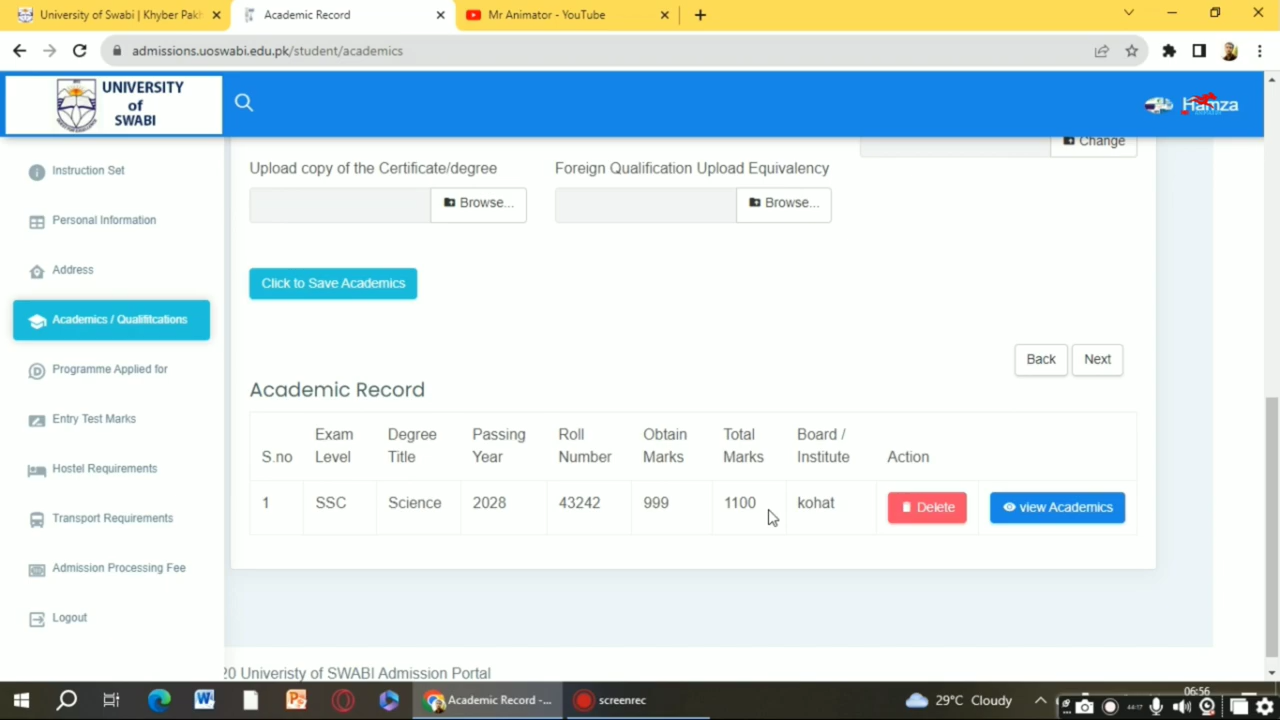 University of Swabi | Khyber Pakh
Academic Record
Mr Animator - YouTube
admissions.uoswabi.edu.pk/student/academics
UNIVERSITY
of
SWABI
Hamza
Instruction Set
Personal Information
Address
Academics / Qualifitcations
Programme Applied for
Entry Test Marks
Hostel Requirements
Transport Requirements
Admission Processing Fee
Logout
Change
Upload copy of the Certificate/degree
Foreign Qualification Upload Equivalency
Browse...
Browse...
Click to Save Academics
Back
Next
Academic Record
S.no
Exam Level
Degree Title
Passing Year
Roll Number
Obtain Marks
Total Marks
Board / Institute
Action
1
SSC
Science
2028
43242
999
1100
kohat
Delete
view Academics
20 Univeristy of SWABI Admission Portal
Academic Record -...
screenrec
29°C Cloudy
06:56